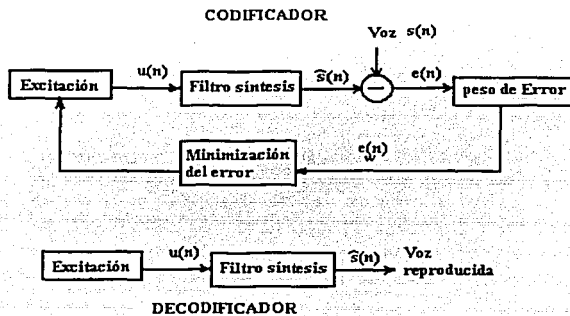 CODIFICADOR
Voz s(n)
Excitación
u(n)
Filtro síntesis
ŝ(n)
−
e(n)
peso de Error
Minimización
del error
e(n)
w
Excitación
u(n)
Filtro síntesis
ŝ(n)
Voz
reproducida
DECODIFICADOR